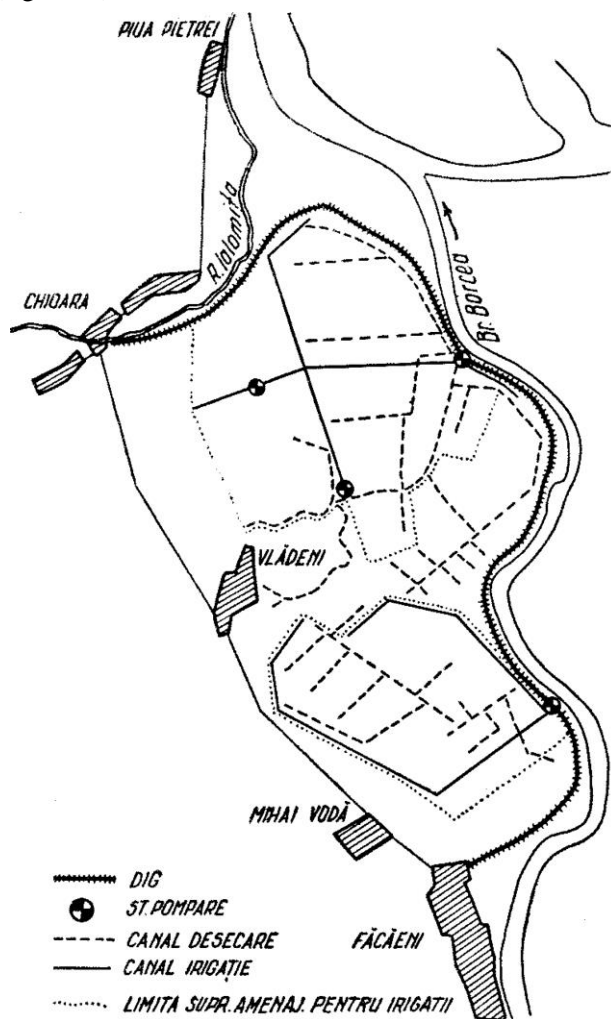 PIUA PIETREI
R. Ialomița
CHIOARA
Br. Borcea
VLĂDENI
MIHAI VODĂ
FĂCĂENI
DIG
ST. POMPARE
CANAL DESECARE
CANAL IRIGAȚIE
LIMITA SUPR. AMENAJ. PENTRU IRIGATII